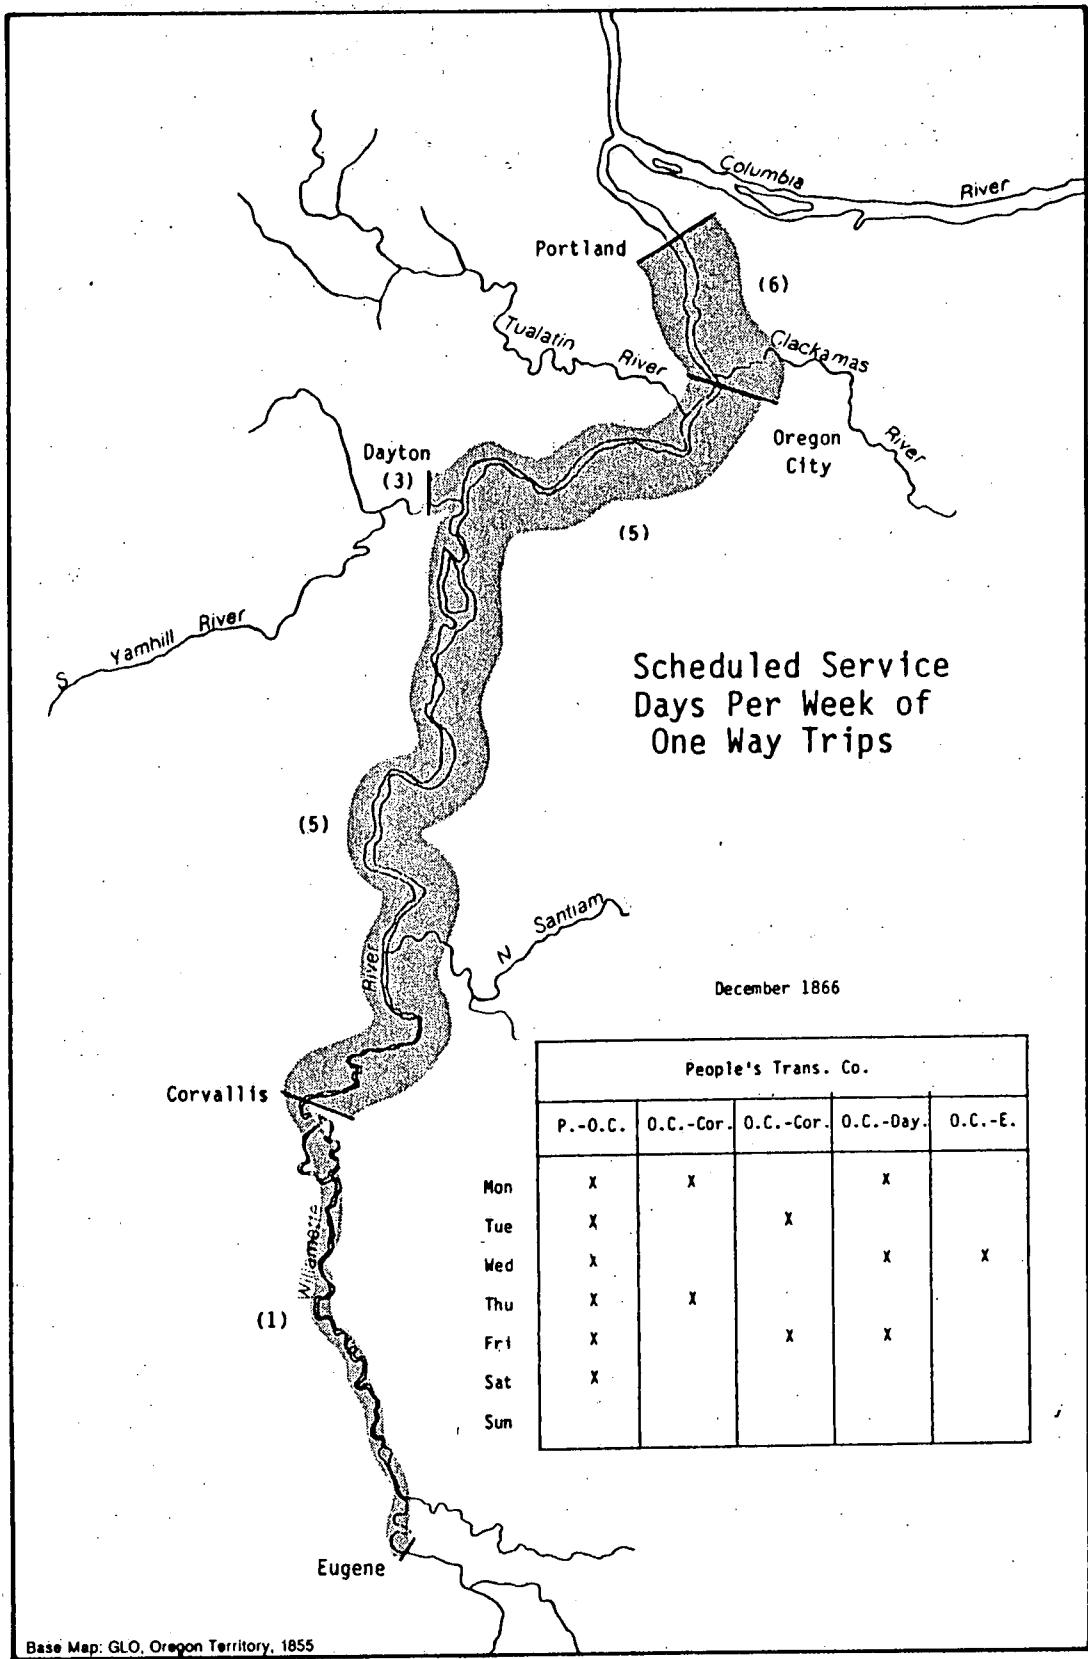 Columbia River
Portland
(6)
Tualatin River
Clackamas River
Oregon
City
Dayton
(3)
(5)
S Yamhill River
Scheduled Service
Days Per Week of
One Way Trips
(5)
N Santiam
River
December 1866
Corvallis
People's Trans. Co.
P.-O.C. O.C.-Cor. O.C.-Cor. O.C.-Day. O.C.-E.
Mon X X X
Tue X X
Wed X X X
Thu X X
Fri X X X
Sat X
Sun
Willamette
(1)
Eugene
Base Map: GLO, Oregon Territory, 1855